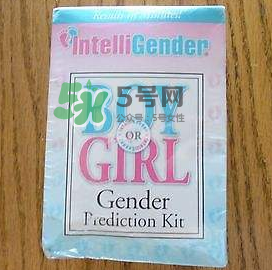 Results in Minutes!
intelliGender®
5号网
公众号:5号女性
BOY
OR
GIRL
Gender
Prediction Kit